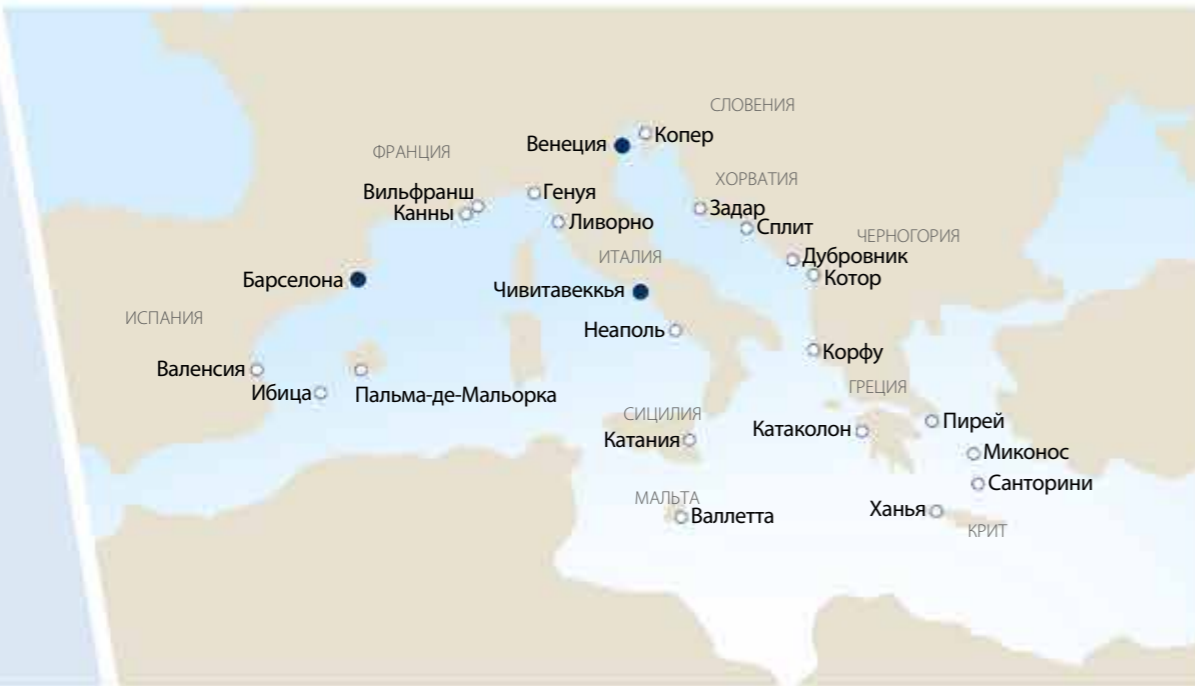 СЛОВЕНИЯ
Копер
Венеция
ФРАНЦИЯ
ХОРВАТИЯ
Вильфранш
Генуя
Канны
Задар
Ливорно
Сплит
ЧЕРНОГОРИЯ
ИТАЛИЯ
Дубровник
Барселона
Котор
Чивитавеккья
ИСПАНИЯ
Неаполь
Корфу
Валенсия
ГРЕЦИЯ
Ибица
Пальма-де-Мальорка
СИЦИЛИЯ
Пирей
Катаколон
Катания
Миконос
Санторини
МАЛЬТА
Ханья
Валлетта
КРИТ